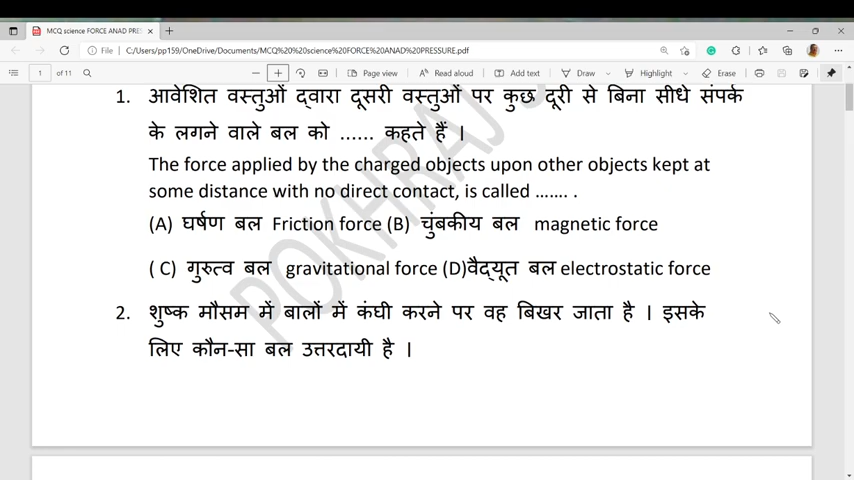 MCQ science FORCE ANAD PRES
File C:/Users/pp159/OneDrive/Documents/MCQ%20%20science%20FORCE%20ANAD%20PRESSURE.pdf
1 of 11 Page view Read aloud Add text Draw Highlight Erase
1. आवेशित वस्तुओं द्वारा दूसरी वस्तुओं पर कुछ दूरी से बिना सीधे संपर्क
के लगने वाले बल को ...... कहते हैं ।
The force applied by the charged objects upon other objects kept at
some distance with no direct contact, is called ……. .
(A) घर्षण बल Friction force (B) चुंबकीय बल magnetic force
( C) गुरुत्व बल gravitational force (D)वैद्यूत बल electrostatic force
2. शुष्क मौसम में बालों में कंघी करने पर वह बिखर जाता है । इसके
लिए कौन-सा बल उत्तरदायी है ।
POKHRAJ